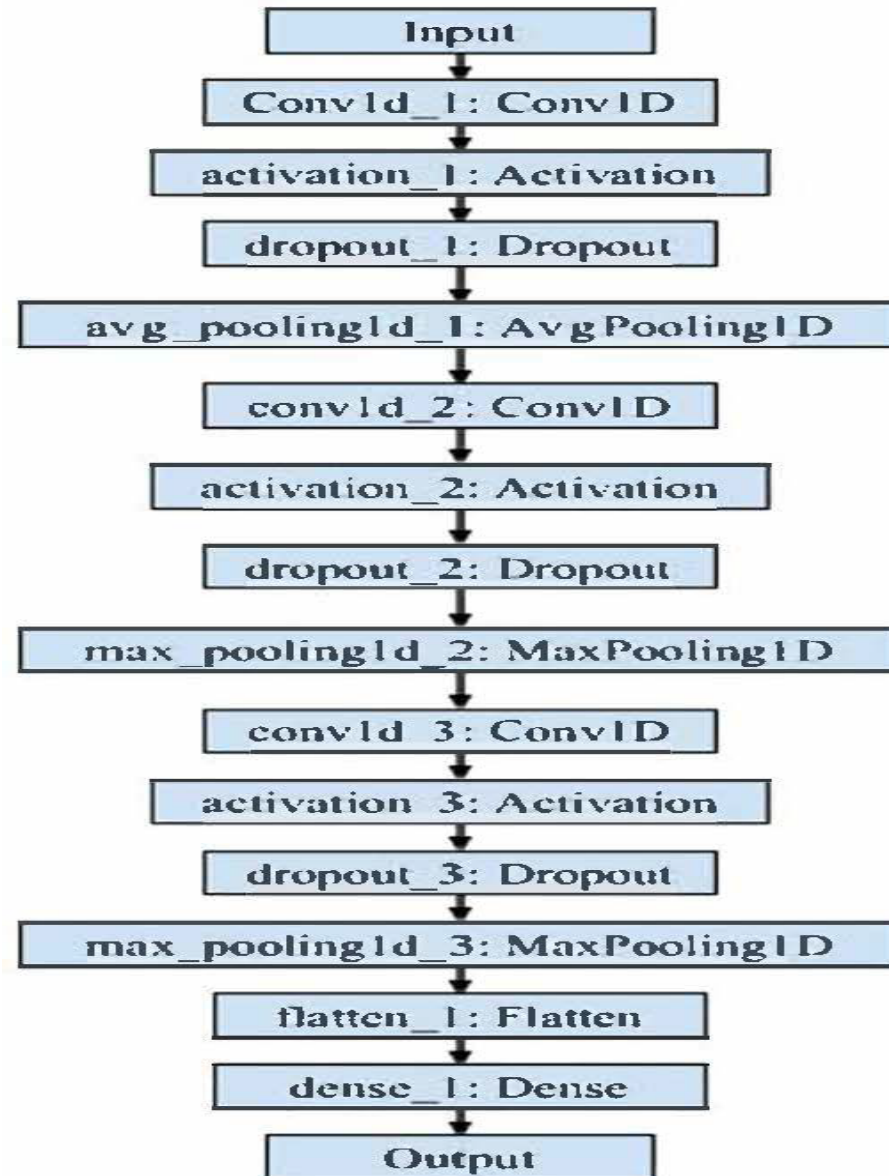 Input
Conv1d_1: Conv1D
activation_1: Activation
dropout_1: Dropout
avg_pooling1d_1: AvgPooling1D
conv1d_2: Conv1D
activation_2: Activation
dropout_2: Dropout
max_pooling1d_2: MaxPooling1D
conv1d_3: Conv1D
activation_3: Activation
dropout_3: Dropout
max_pooling1d_3: MaxPooling1D
flatten_1: Flatten
dense_1: Dense
Output